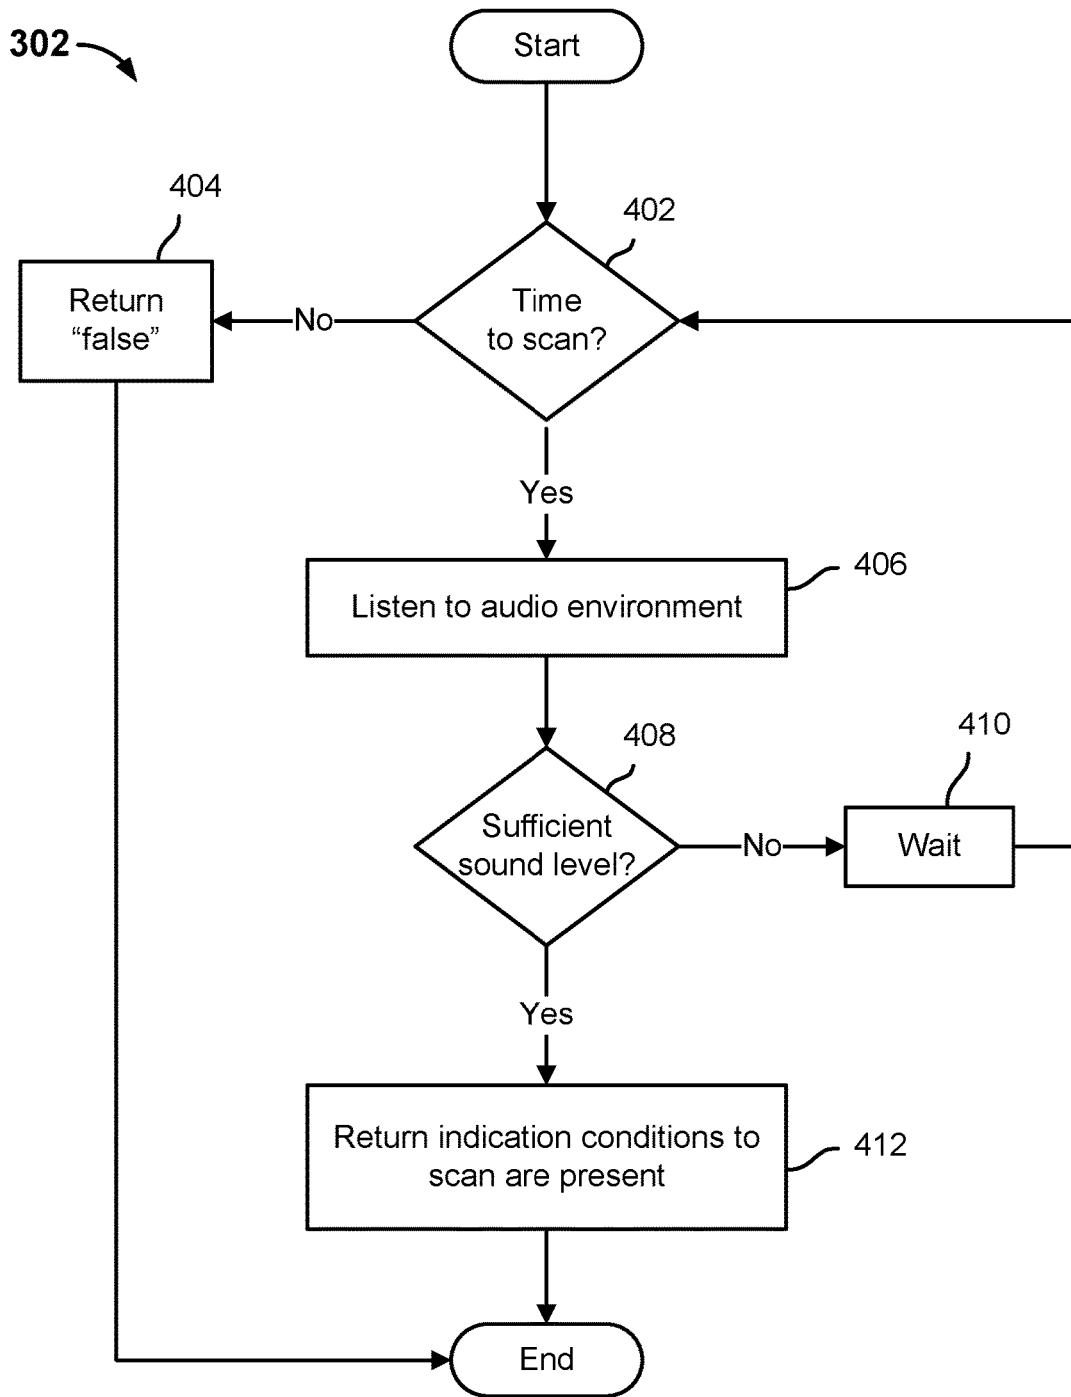 302
Start
404
402
Return
“false”
No
Time
to scan?
Yes
Listen to audio environment
406
408
410
Sufficient
sound level?
No
Wait
Yes
Return indication conditions to
scan are present
412
End